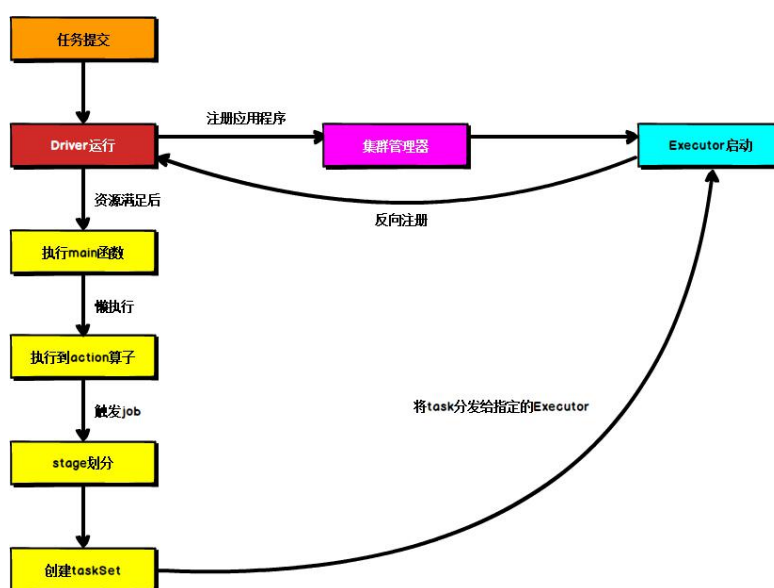 任务提交
注册应用程序
Driver运行
集群管理器
Executor启动
资源满足后
反向注册
执行main函数
懒执行
执行到action算子
触发job
将task分发给指定的Executor
stage划分
创建taskSet